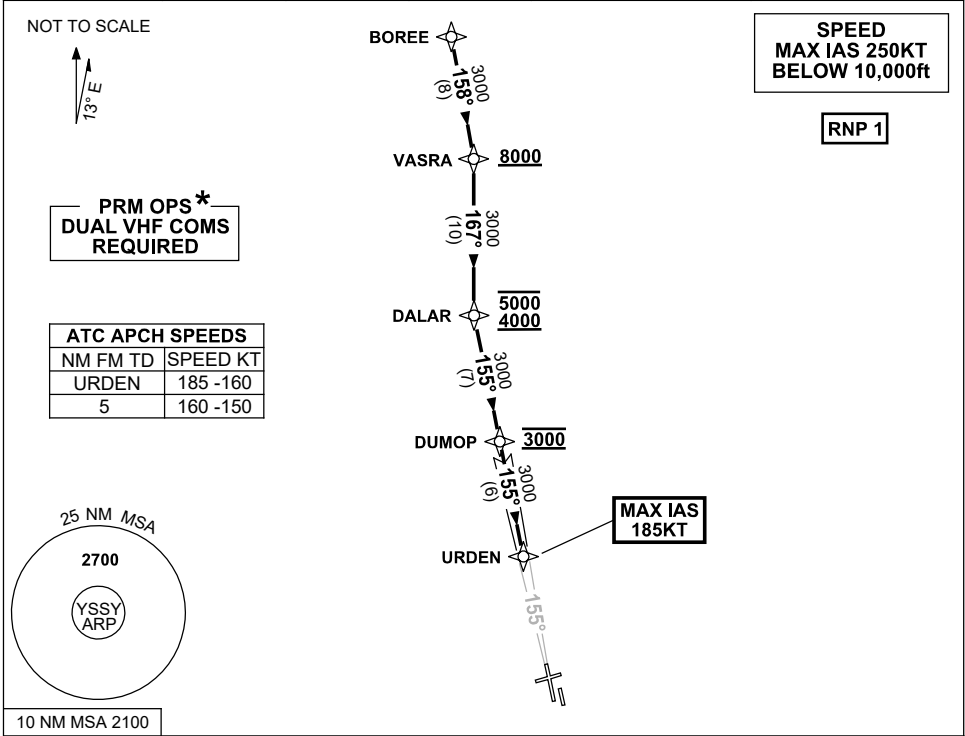 NOT TO SCALE
13° E
SPEED
MAX IAS 250KT
BELOW 10,000ft
RNP 1
PRM OPS*
DUAL VHF COMS
REQUIRED
BOREE
3000
158°
(8)
VASRA
8000
3000
167°
(10)
DALAR
5000
4000
3000
155°
(7)
DUMOP
3000
3000
155°
(6)
URDEN
MAX IAS
185KT
155°
ATC APCH SPEEDS
NM FM TD SPEED KT
URDEN 185 -160
5 160 -150
25 NM MSA
2700
YSSY
ARP
10 NM MSA 2100